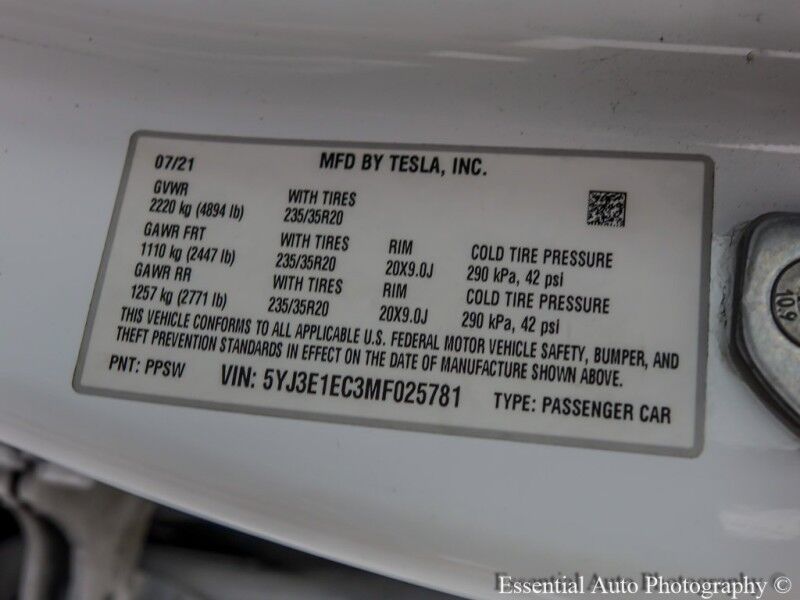 07/21 MFD BY TESLA, INC.
GVWR WITH TIRES
2220 kg (4894 lb) 235/35R20
GAWR FRT WITH TIRES RIM COLD TIRE PRESSURE
1110 kg (2447 lb) 235/35R20 20X9.0J 290 kPa, 42 psi
GAWR RR WITH TIRES RIM COLD TIRE PRESSURE
1257 kg (2771 lb) 235/35R20 20X9.0J 290 kPa, 42 psi
THIS VEHICLE CONFORMS TO ALL APPLICABLE U.S. FEDERAL MOTOR VEHICLE SAFETY, BUMPER, AND
THEFT PREVENTION STANDARDS IN EFFECT ON THE DATE OF MANUFACTURE SHOWN ABOVE.
PNT: PPSW VIN: 5YJ3E1EC3MF025781 TYPE: PASSENGER CAR
10.9
Essential Auto Photography ©